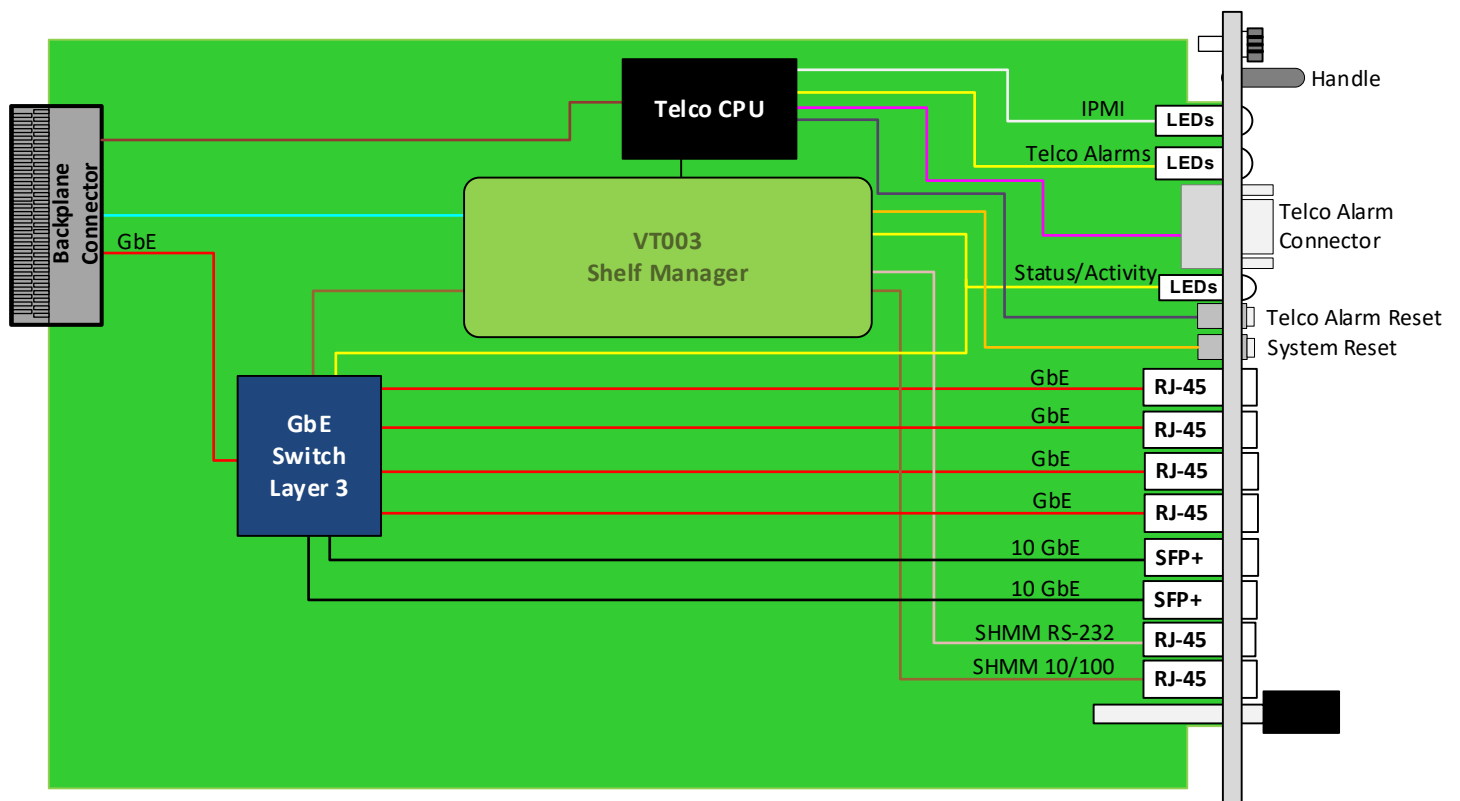 Telco CPU
IPMI
LEDs
Handle
Telco Alarms
LEDs
Backplane
Connector
GbE
VT003
Shelf Manager
Telco Alarm
Connector
Status/Activity
LEDs
Telco Alarm Reset
System Reset
GbE
Switch
Layer 3
GbE
RJ-45
GbE
RJ-45
GbE
RJ-45
GbE
RJ-45
10 GbE
SFP+
10 GbE
SFP+
SHMM RS-232
RJ-45
SHMM 10/100
RJ-45